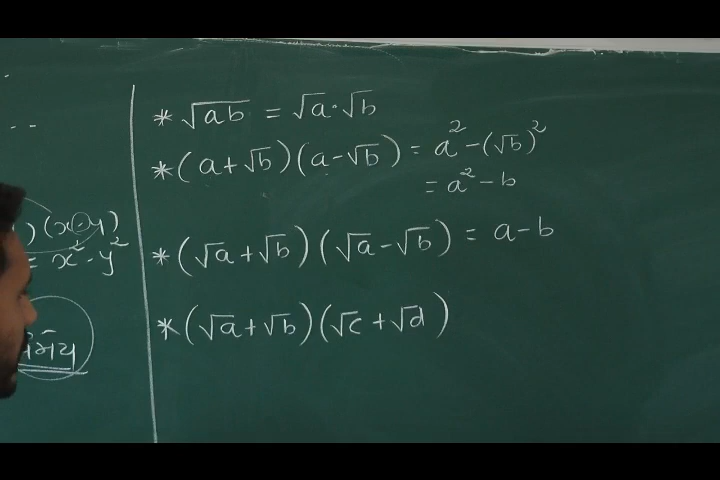 ) (x-y)
= x² - y²
* √ab = √a·√b
* (a+√b)(a-√b) = a² - (√b)²
= a² - b
* (√a+√b)(√a-√b) = a-b
* (√a+√b)(√c+√d)